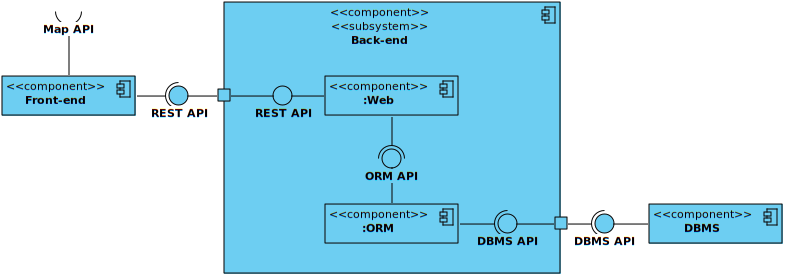 Map API
<<component>>
Front-end
REST API
<<component>>
<<subsystem>>
Back-end
REST API
<<component>>
:Web
ORM API
<<component>>
:ORM
DBMS API
DBMS API
<<component>>
DBMS